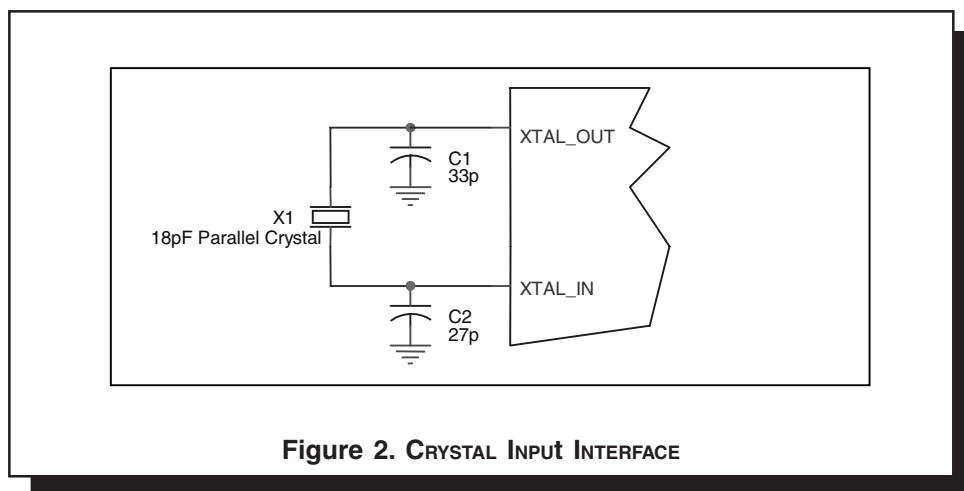 XTAL_OUT
C1
33p
X1
18pF Parallel Crystal
XTAL_IN
C2
27p
Figure 2. CRYSTAL INPUt INTERFACE